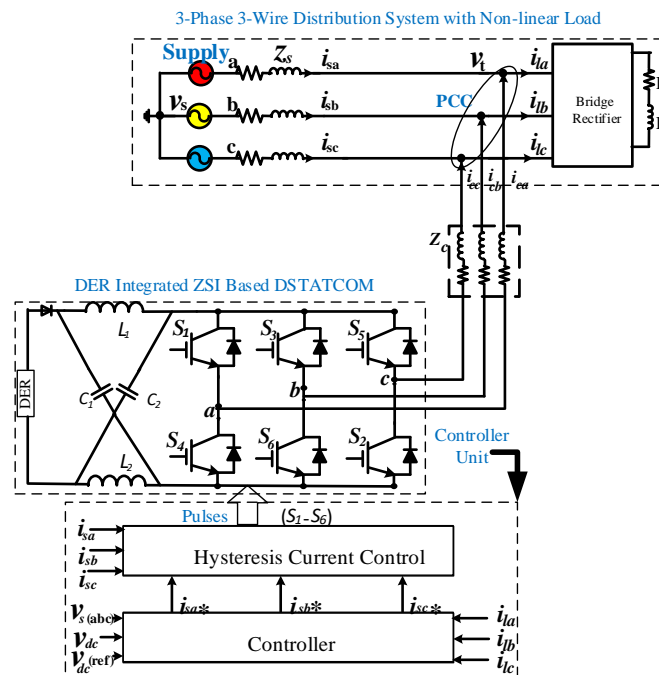 3-Phase 3-Wire Distribution System with Non-linear Load
Supply
a Zs isa vt ila
vs b isb PCC ilb
c isc ilc
Bridge
Rectifier
icc icb ica
Zc
DER Integrated ZSI Based DSTATCOM
L1
S1 S3 S5
DER
C1 C2
a b c
S4 S6 S2
L2
Controller
Unit
Pulses (S1-S6)
isa
isb
isc
Hysteresis Current Control
isa* isb* isc*
vs(abc)
vdc
vdc(ref)
Controller
ila
ilb
ilc